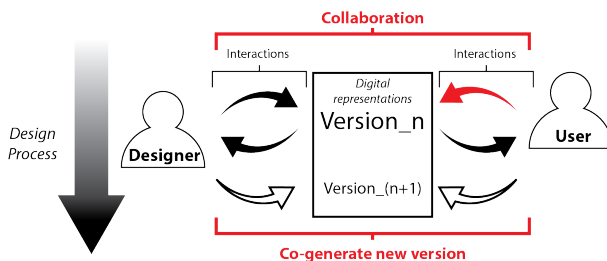 Collaboration
Interactions
Interactions
Digital
representations
Version_n
Design
Process
Designer
User
Version_(n+1)
Co-generate new version